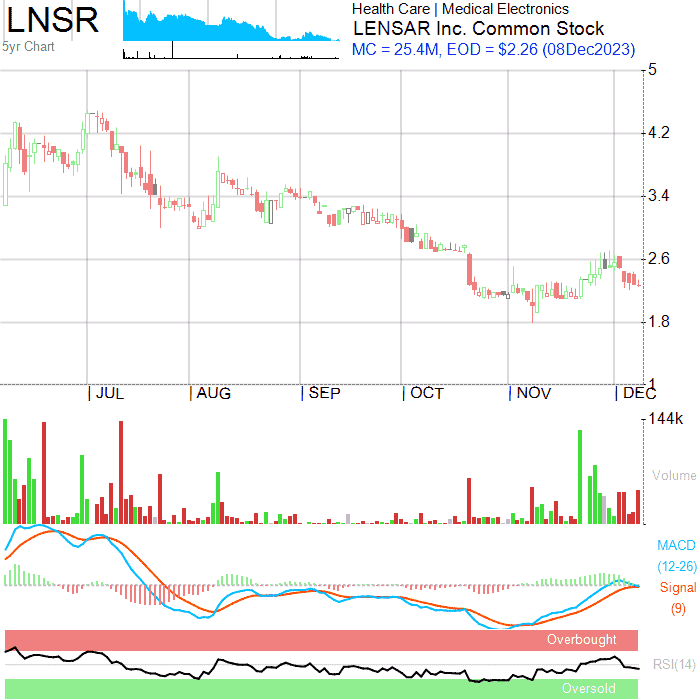 LNSR
5yr Chart
Health Care | Medical Electronics
LENSAR Inc. Common Stock
MC = 25.4M, EOD = $2.26 (08Dec2023)
5
4.2
3.4
2.6
1.8
1
JUL AUG SEP OCT NOV DEC
144k
Volume
MACD
(12-26)
Signal
(9)
Overbought
RSI(14)
Oversold